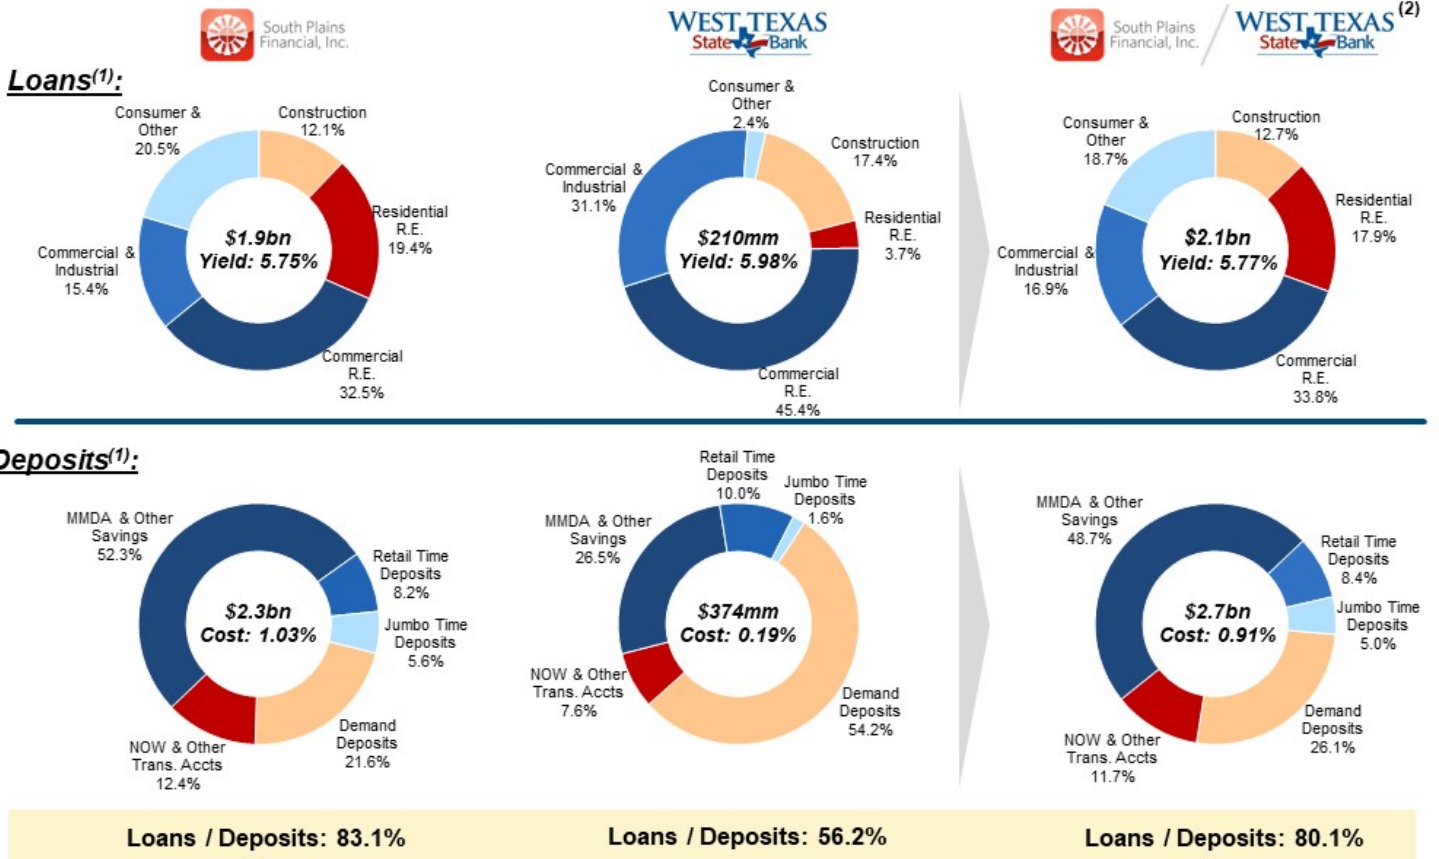 South Plains
Financial, Inc.
WEST TEXAS
State Bank
South Plains
Financial, Inc.
WEST TEXAS
State Bank
(2)
Loans(1):
Consumer &
Other
20.5%
Construction
12.1%
Residential
R.E.
19.4%
Commercial
R.E.
32.5%
Commercial &
Industrial
15.4%
$1.9bn
Yield: 5.75%
Consumer &
Other
2.4%
Construction
17.4%
Residential
R.E.
3.7%
Commercial
R.E.
45.4%
Commercial &
Industrial
31.1%
$210mm
Yield: 5.98%
Consumer &
Other
18.7%
Construction
12.7%
Residential
R.E.
17.9%
Commercial
R.E.
33.8%
Commercial &
Industrial
16.9%
$2.1bn
Yield: 5.77%
Deposits(1):
MMDA & Other
Savings
52.3%
Retail Time
Deposits
8.2%
Jumbo Time
Deposits
5.6%
Demand
Deposits
21.6%
NOW & Other
Trans. Accts
12.4%
$2.3bn
Cost: 1.03%
Retail Time
Deposits
10.0%
Jumbo Time
Deposits
1.6%
MMDA & Other
Savings
26.5%
NOW & Other
Trans. Accts
7.6%
Demand
Deposits
54.2%
$374mm
Cost: 0.19%
MMDA & Other
Savings
48.7%
Retail Time
Deposits
8.4%
Jumbo Time
Deposits
5.0%
Demand
Deposits
26.1%
NOW & Other
Trans. Accts
11.7%
$2.7bn
Cost: 0.91%
Loans / Deposits: 83.1%
Loans / Deposits: 56.2%
Loans / Deposits: 80.1%